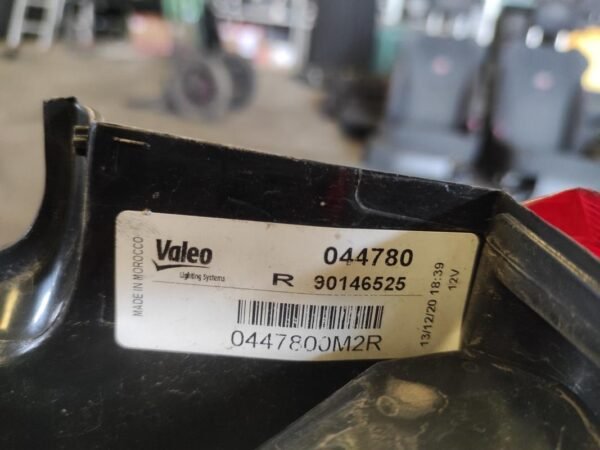 MADE IN MOROCCO
Valeo 044780
Lighting Systems R 90146525
0447800M2R
13/12/20 18:39
12V